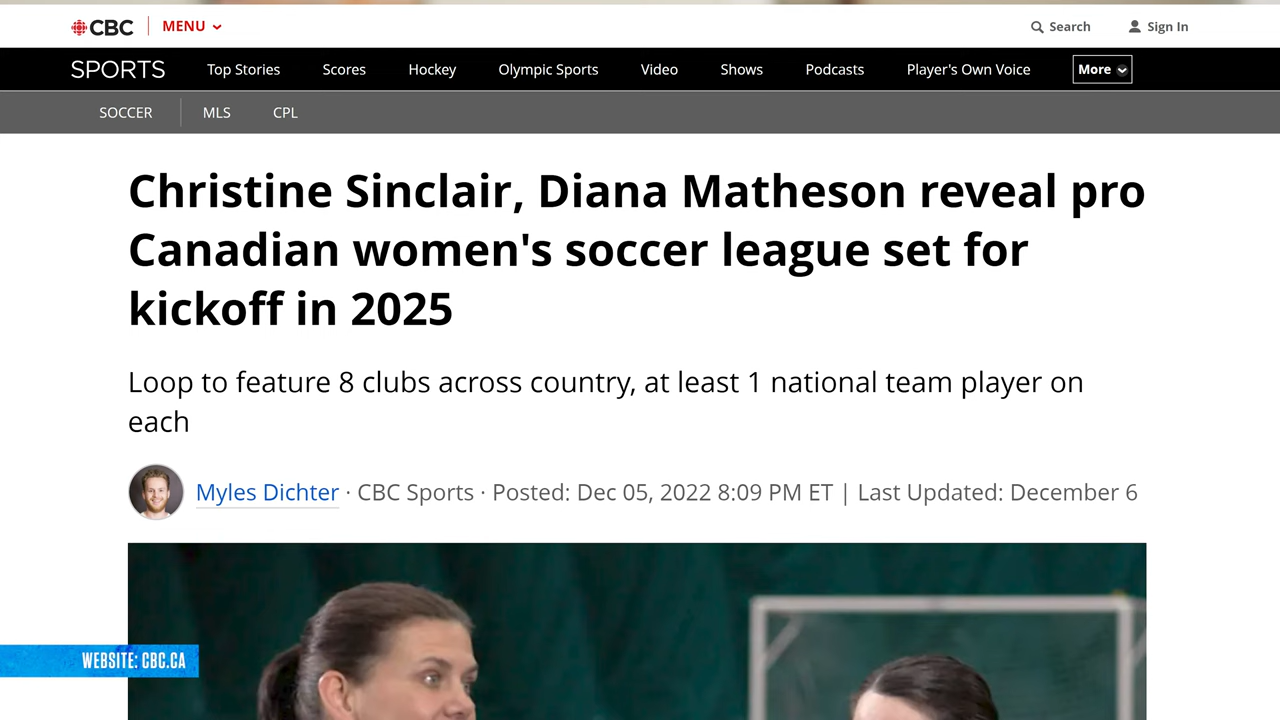 CBC MENU Search Sign In
SPORTS Top Stories Scores Hockey Olympic Sports Video Shows Podcasts Player's Own Voice More
SOCCER MLS CPL
Christine Sinclair, Diana Matheson reveal pro
Canadian women's soccer league set for
kickoff in 2025
Loop to feature 8 clubs across country, at least 1 national team player on
each
Myles Dichter · CBC Sports · Posted: Dec 05, 2022 8:09 PM ET | Last Updated: December 6
WEBSITE: CBC.CA